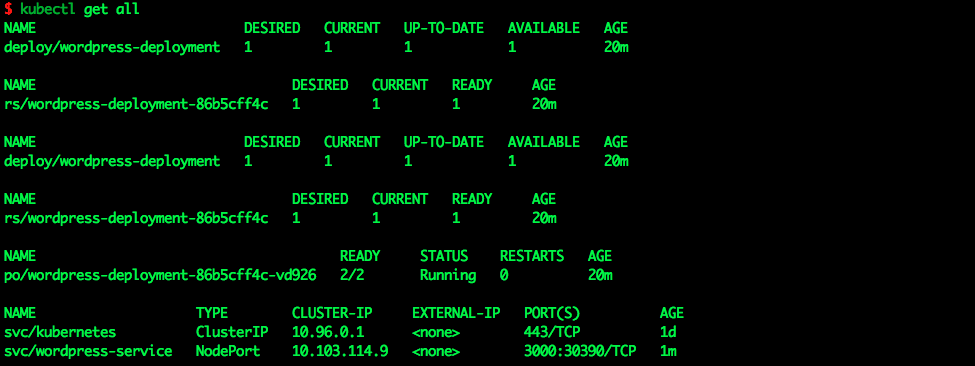 $ kubectl get all
NAME DESIRED CURRENT UP-TO-DATE AVAILABLE AGE
deploy/wordpress-deployment 1 1 1 1 20m
NAME DESIRED CURRENT READY AGE
rs/wordpress-deployment-86b5cff4c 1 1 1 20m
NAME DESIRED CURRENT UP-TO-DATE AVAILABLE AGE
deploy/wordpress-deployment 1 1 1 1 20m
NAME DESIRED CURRENT READY AGE
rs/wordpress-deployment-86b5cff4c 1 1 1 20m
NAME READY STATUS RESTARTS AGE
po/wordpress-deployment-86b5cff4c-vd926 2/2 Running 0 20m
NAME TYPE CLUSTER-IP EXTERNAL-IP PORT(S) AGE
svc/kubernetes ClusterIP 10.96.0.1 <none> 443/TCP 1d
svc/wordpress-service NodePort 10.103.114.9 <none> 3000:30390/TCP 1m